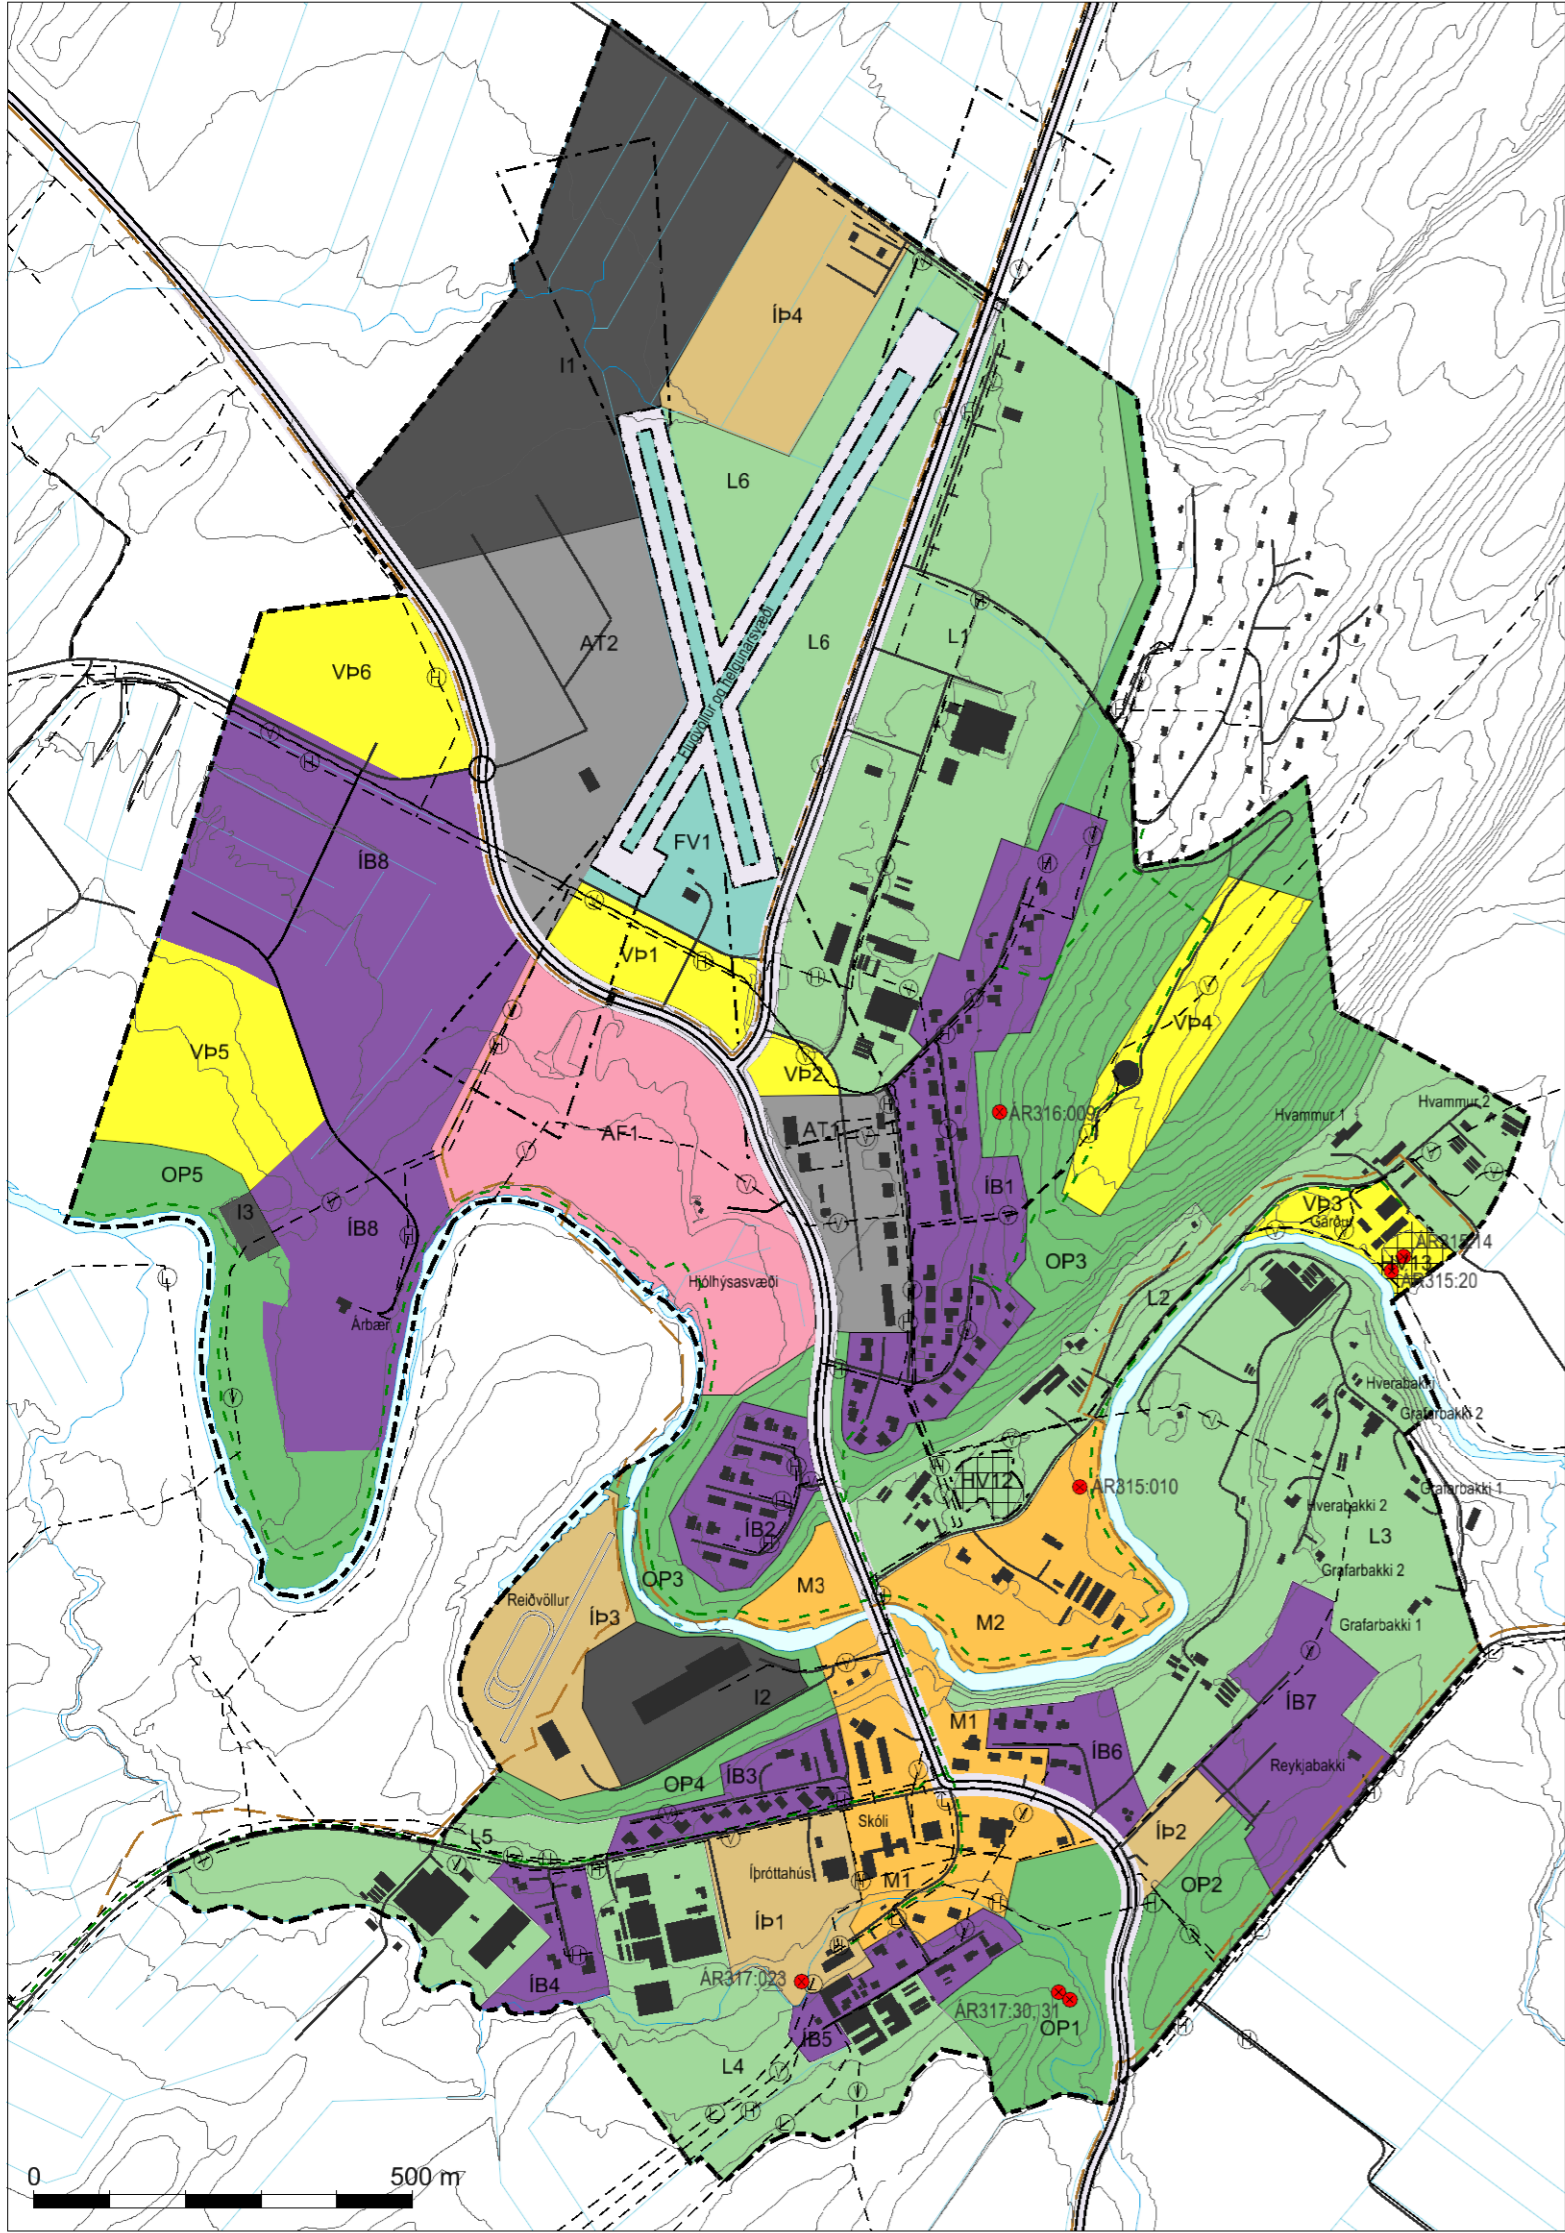 ÍÞ4
I1
L6
Flugvöllur og helgunarsvæði
L6
L1
AT2
VÞ6
FV1
ÍB8
VÞ1
VÞ4
VÞ5
VÞ2
AT1
AF1
ÁR316:009
Hvammur 2
Hvammur 1
OP5
ÍB1
I3
VÞ3
Garður
ÍB8
ÁR315:14
OP3
ÁR315:20
Hjólhýsasvæði
L2
Árbær
Hverabakki
Grafarbakki 2
HV12
ÁR315:010
Grafarbakki 1
Hverabakki 2
ÍB2
L3
Grafarbakki 2
OP3
M3
Reiðvöllur
ÍÞ3
M2
Grafarbakki 1
I2
ÍB7
M1
ÍB6
Reykjabakki
ÍB3
OP4
Skóli
L5
ÍÞ2
Íþróttahús
M1
OP2
ÍÞ1
ÁR317:023
ÍB4
ÁR317:30, 31
OP1
ÍB5
L4
0
500 m